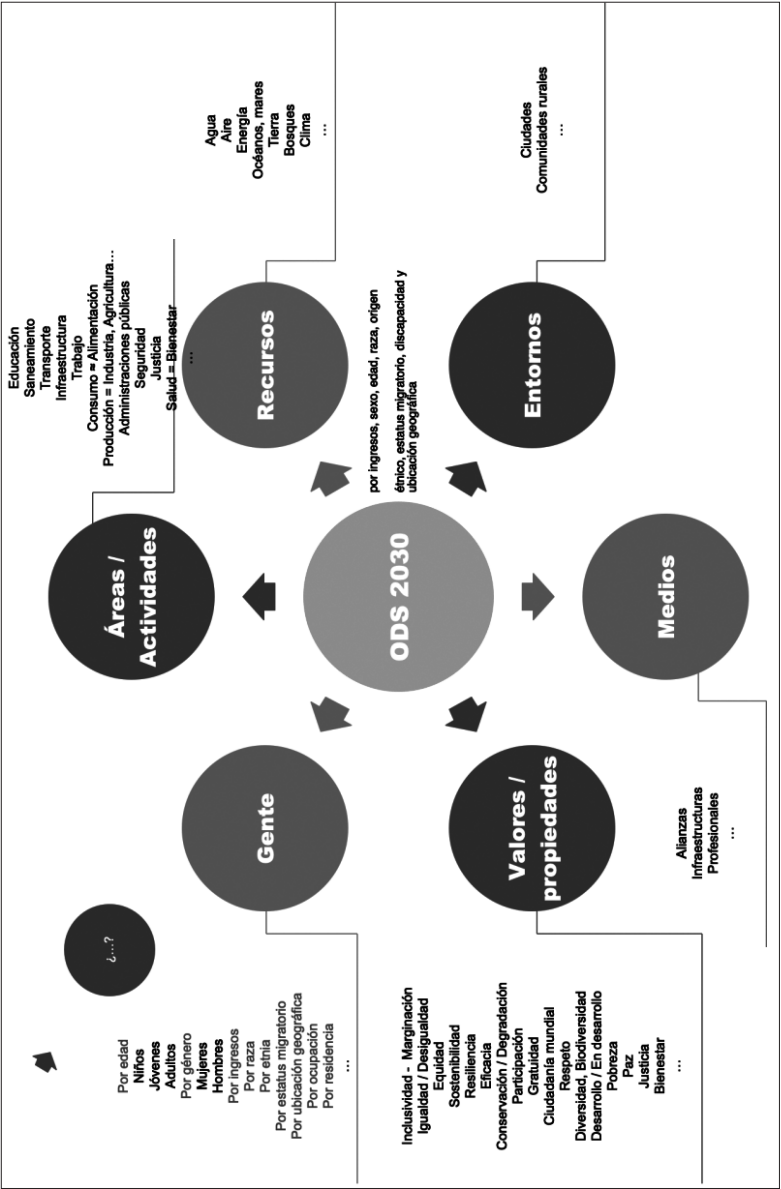 ¿...?
Por edad
Niños
Jóvenes
Adultos
Por género
Mujeres
Hombres
Por ingresos
Por raza
Por etnia
Por estatus migratorio
Por ubicación geográfica
Por ocupación
Por residencia
...
Gente
Áreas /
Actividades
Educación
Saneamiento
Transporte
Infraestructura
Trabajo
Consumo ≈ Alimentación
Producción = Industria, Agricultura...
Administraciones públicas
Seguridad
Justicia
Salud = Bienestar
...
Recursos
Agua
Aire
Energía
Océanos, mares
Tierra
Bosques
Clima
...
ODS 2030
por ingresos, sexo, edad, raza, origen
étnico, estatus migratorio, discapacidad y
ubicación geográfica
Inclusividad - Marginación
Igualdad / Desigualdad
Equidad
Sostenibilidad
Resiliencia
Eficacia
Conservación / Degradación
Participación
Gratuidad
Ciudadanía mundial
Respeto
Diversidad, Biodiversidad
Desarrollo / En desarrollo
Pobreza
Paz
Justicia
Bienestar
...
Valores /
propiedades
Entornos
Ciudades
Comunidades rurales
...
Alianzas
Infraestructuras
Profesionales
...
Medios